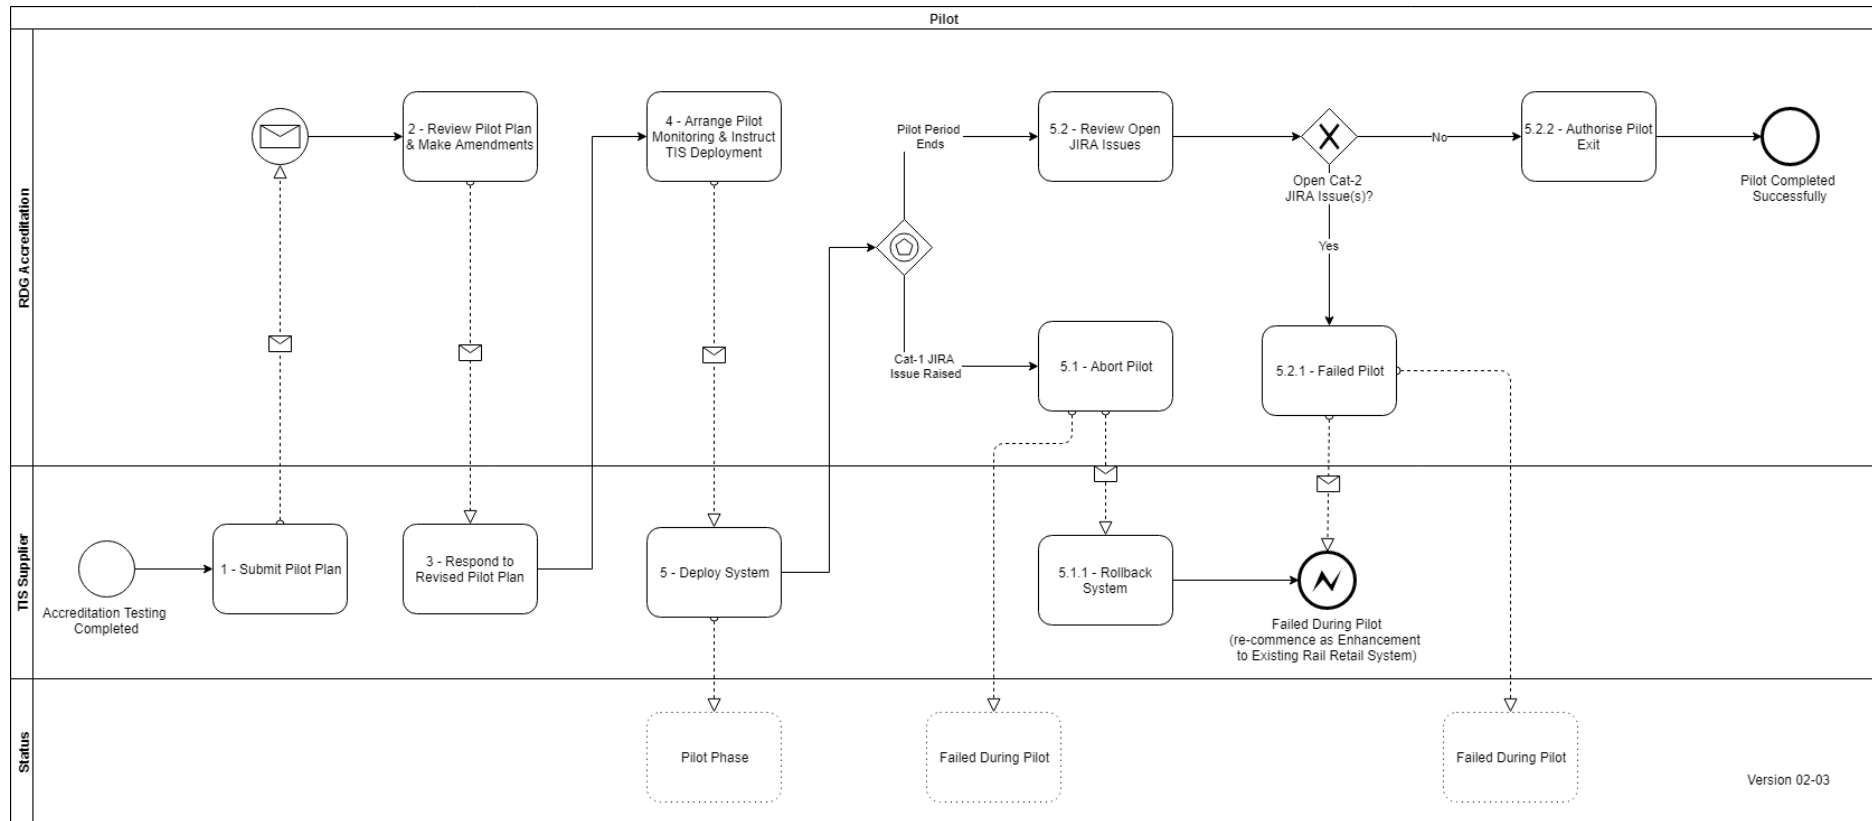 Pilot
RDG Accreditation
2 - Review Pilot Plan
& Make Amendments
4 - Arrange Pilot
Monitoring & Instruct
TIS Deployment
Pilot Period
Ends
5.2 - Review Open
JIRA Issues
Open Cat-2
JIRA Issue(s)?
No
5.2.2 - Authorise Pilot
Exit
Pilot Completed
Successfully
Yes
Cat-1 JIRA
Issue Raised
5.1 - Abort Pilot
5.2.1 - Failed Pilot
TIS Supplier
Accreditation Testing
Completed
1 - Submit Pilot Plan
3 - Respond to
Revised Pilot Plan
5 - Deploy System
5.1.1 - Rollback
System
Failed During Pilot
(re-commence as Enhancement
to Existing Rail Retail System)
Status
Pilot Phase
Failed During Pilot
Failed During Pilot
Version 02-03